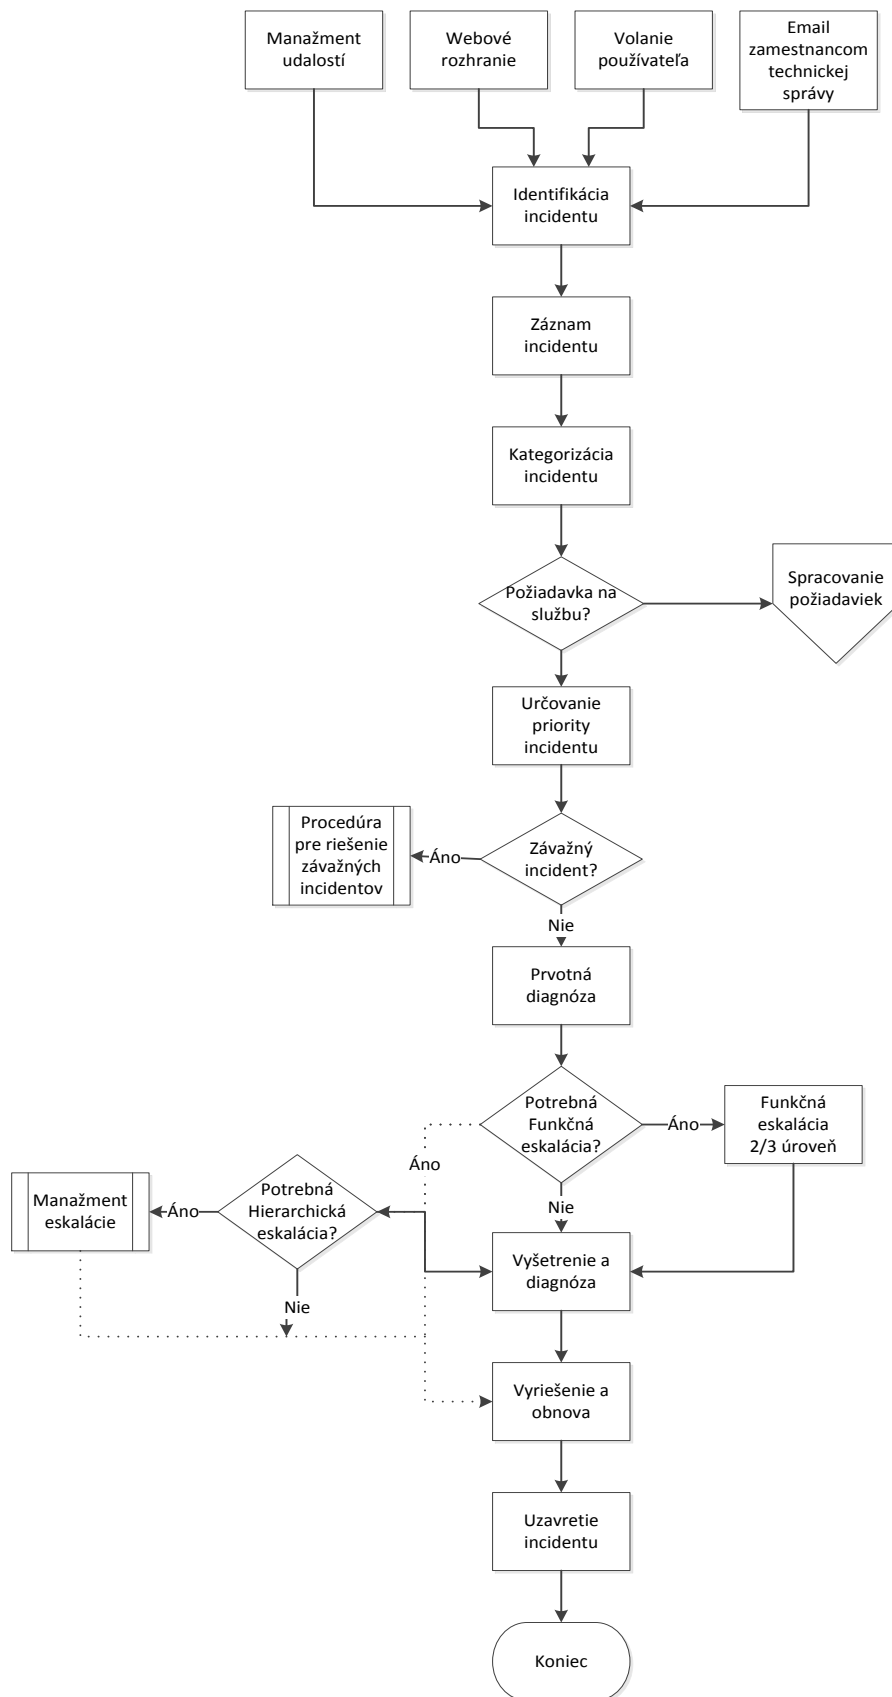 Manažment
udalostí
Webové
rozhranie
Volanie
používateľa
Email
zamestnancom
technickej
správy
Identifikácia
incidentu
Záznam
incidentu
Kategorizácia
incidentu
Požiadavka na
službu?
Spracovanie
požiadaviek
Určovanie
priority
incidentu
Procedúra
pre riešenie
závažných
incidentov
Áno
Závažný
incident?
Nie
Prvotná
diagnóza
Potrebná
Funkčná
eskalácia?
Áno
Funkčná
eskalácia
2/3 úroveň
Áno
Nie
Manažment
eskalácie
Áno
Potrebná
Hierarchická
eskalácia?
Nie
Vyšetrenie a
diagnóza
Vyriešenie a
obnova
Uzavretie
incidentu
Koniec